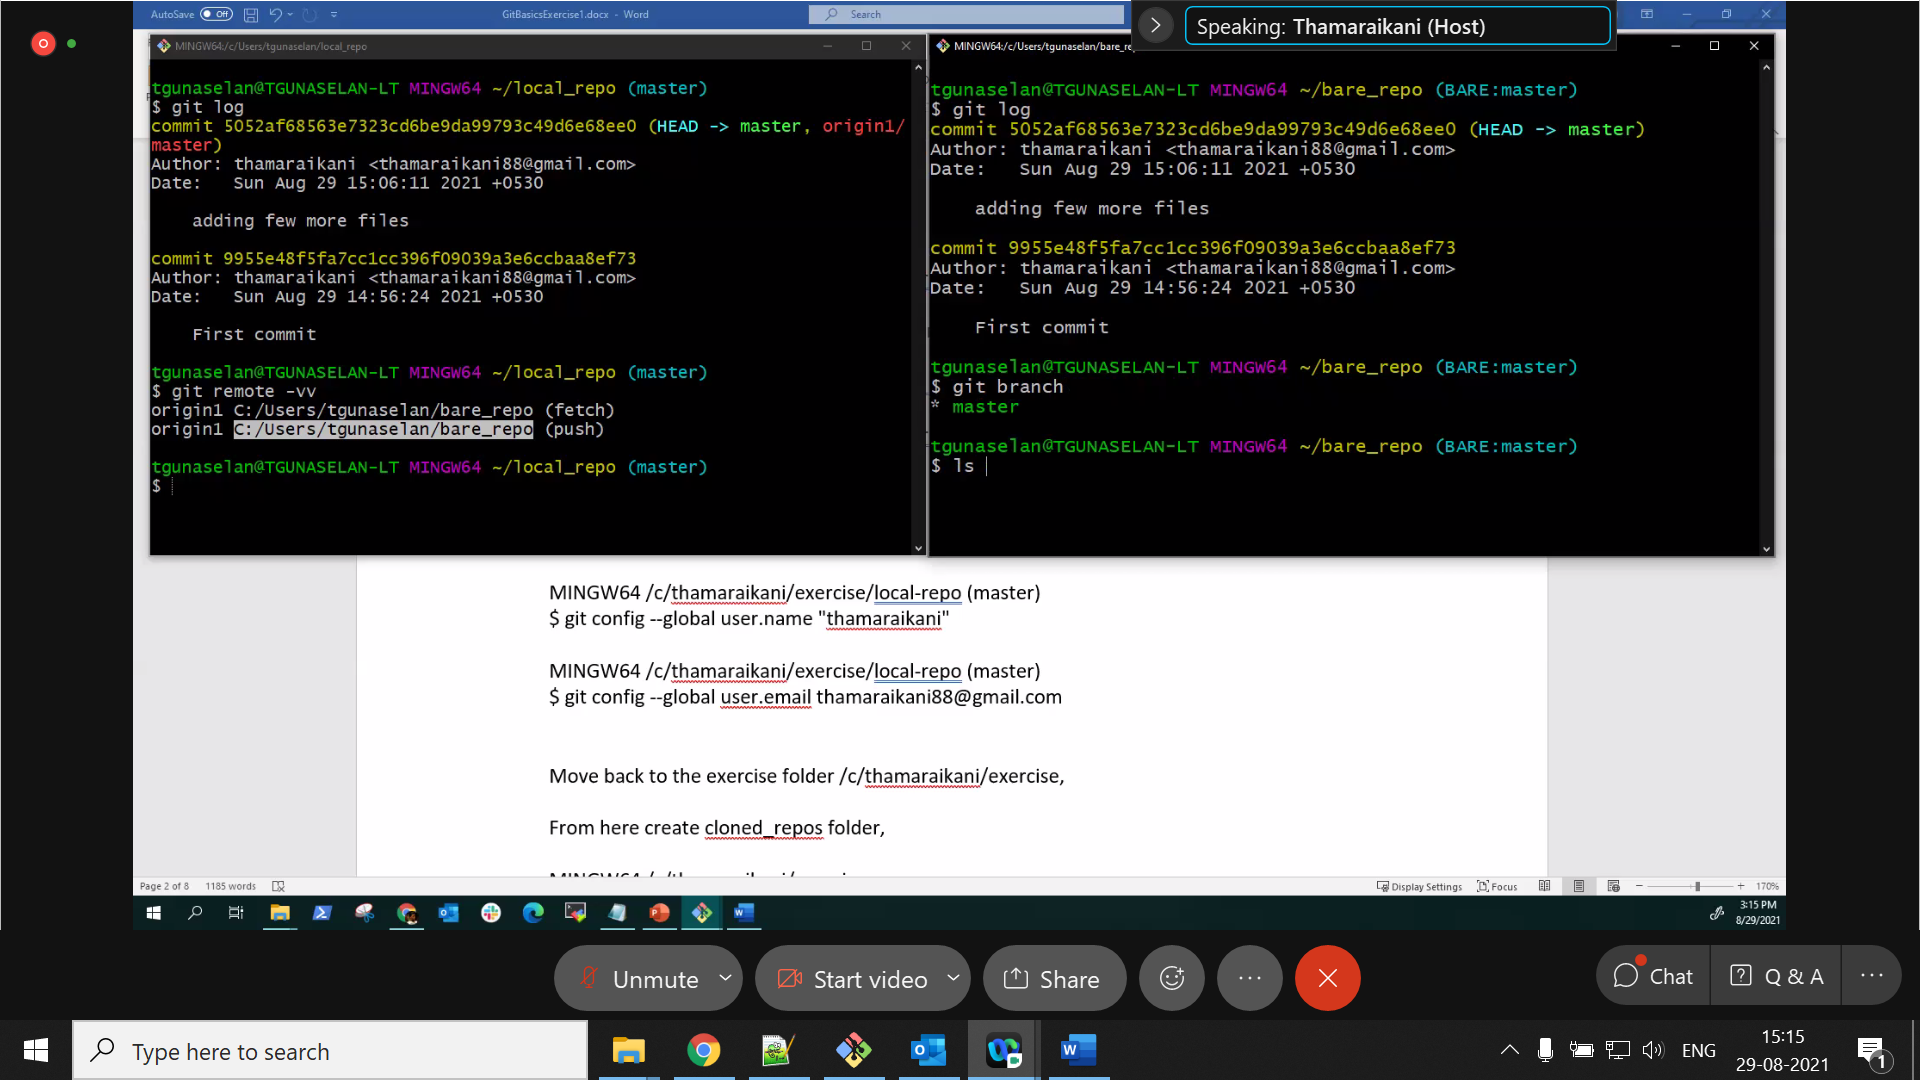 AutoSave Off
GitBasicsExercise1.docx - Word
Search
Speaking: Thamaraikani (Host)
MINGW64:/c/Users/tgunaselan/local_repo
tgunaselan@TGUNASELAN-LT MINGW64 ~/local_repo (master)
$ git log
commit 5052af68563e7323cd6be9da99793c49d6e68ee0 (HEAD -> master, origin1/
master)
Author: thamaraikani <thamaraikani88@gmail.com>
Date:   Sun Aug 29 15:06:11 2021 +0530
adding few more files
commit 9955e48f5fa7cc1cc396f09039a3e6ccbaa8ef73
Author: thamaraikani <thamaraikani88@gmail.com>
Date:   Sun Aug 29 14:56:24 2021 +0530
First commit
tgunaselan@TGUNASELAN-LT MINGW64 ~/local_repo (master)
$ git remote -vv
origin1 C:/Users/tgunaselan/bare_repo (fetch)
origin1 C:/Users/tgunaselan/bare_repo (push)
tgunaselan@TGUNASELAN-LT MINGW64 ~/local_repo (master)
$
MINGW64:/c/Users/tgunaselan/bare_re
tgunaselan@TGUNASELAN-LT MINGW64 ~/bare_repo (BARE:master)
$ git log
commit 5052af68563e7323cd6be9da99793c49d6e68ee0 (HEAD -> master)
Author: thamaraikani <thamaraikani88@gmail.com>
Date:   Sun Aug 29 15:06:11 2021 +0530
adding few more files
commit 9955e48f5fa7cc1cc396f09039a3e6ccbaa8ef73
Author: thamaraikani <thamaraikani88@gmail.com>
Date:   Sun Aug 29 14:56:24 2021 +0530
First commit
tgunaselan@TGUNASELAN-LT MINGW64 ~/bare_repo (BARE:master)
$ git branch
* master
tgunaselan@TGUNASELAN-LT MINGW64 ~/bare_repo (BARE:master)
$ ls
MINGW64 /c/thamaraikani/exercise/local-repo (master)
$ git config --global user.name "thamaraikani"
MINGW64 /c/thamaraikani/exercise/local-repo (master)
$ git config --global user.email thamaraikani88@gmail.com
Move back to the exercise folder /c/thamaraikani/exercise,
From here create cloned_repos folder,
Page 2 of 8 1185 words
Display Settings Focus 170%
3:15 PM
8/29/2021
Unmute Start video Share
Chat Q & A
Type here to search
ENG
15:15
29-08-2021
1